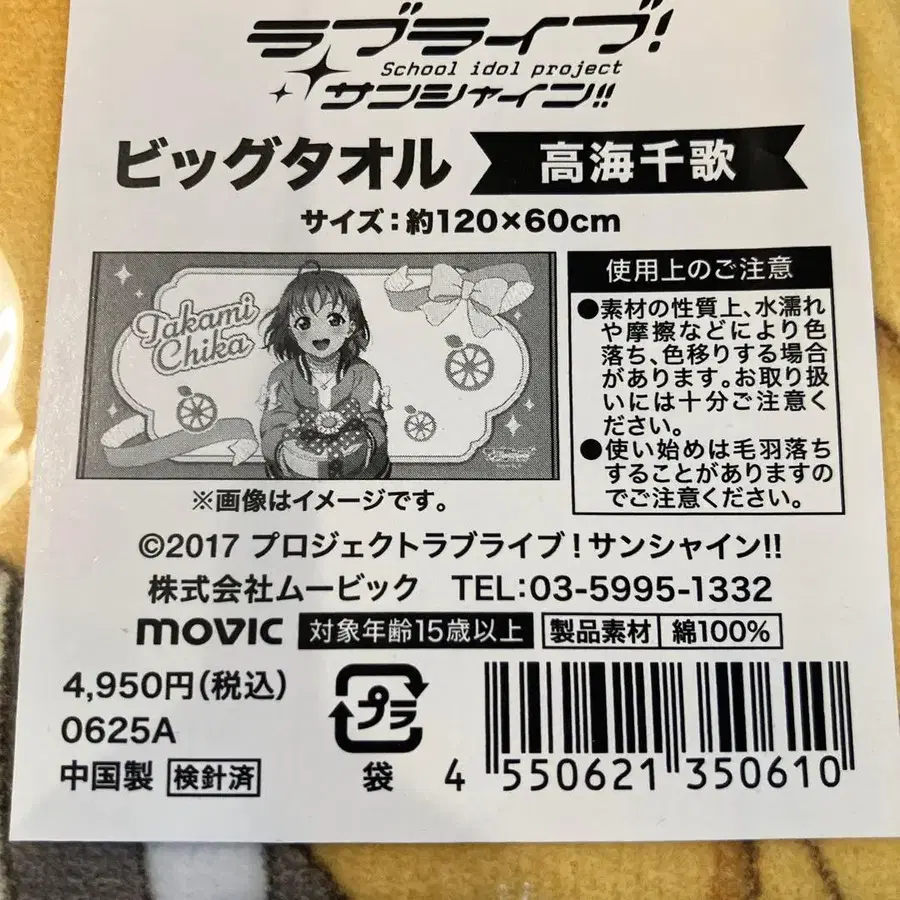 ラブライブ!
School idol project
サンシャイン!!
ビッグタオル 高海千歌
サイズ:約120×60cm
Takami
Chika
※画像はイメージです。
使用上のご注意
●素材の性質上、水濡れ
や摩擦などにより色
落ち、色移りする場合
があります。お取り扱
いには十分ご注意く
ださい。
●使い始めは毛羽落ち
することがありますの
でご注意ください。
©2017 プロジェクトラブライブ!サンシャイン!!
株式会社ムービック TEL:03-5995-1332
movic 対象年齢15歳以上 製品素材 綿100%
4,950円(税込)
0625A
中国製 検針済
プラ
袋
4 550621 350610